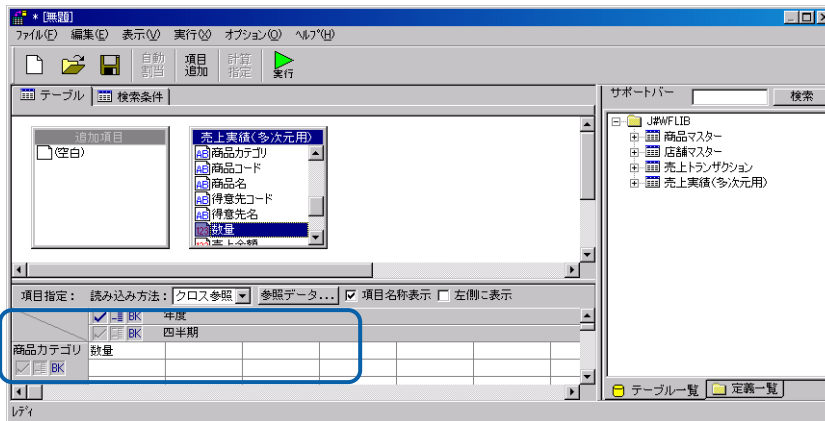 * [無題]
ファイル(F) 編集(E) 表示(V) 実行(X) オプション(O) ヘルプ(H)
自動割当 項目追加 計算指定 実行
テーブル 検索条件
サポートバー 検索
追加項目
(空白)
売上実績(多次元用)
商品カテゴリ
商品コード
商品名
得意先コード
得意先名
数量
売上金額
J#WFLIB
商品マスター
店舗マスター
売上トランザクション
売上実績(多次元用)
項目指定: 読み込み方法: クロス参照 参照データ... 項目名称表示 左側に表示
BK 年度
BK 四半期
商品カテゴリ 数量
BK
テーブル一覧 定義一覧
レディ